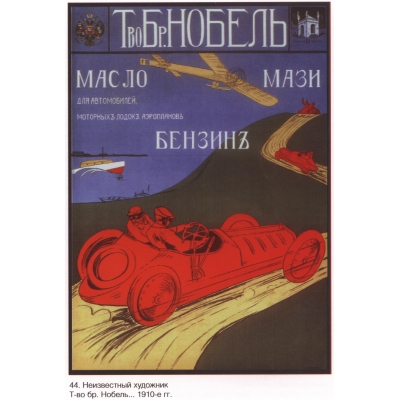 Т-во Бр. НОБЕЛЬ
МАСЛО МАЗИ
ДЛЯ АВТОМОБИЛЕЙ,
МОТОРНЫХЪ ЛОДОКЪ АЭРОПЛАНОВЪ
БЕНЗИНЪ
44. Неизвестный художник
Т-во бр. Нобель... 1910-е гг.